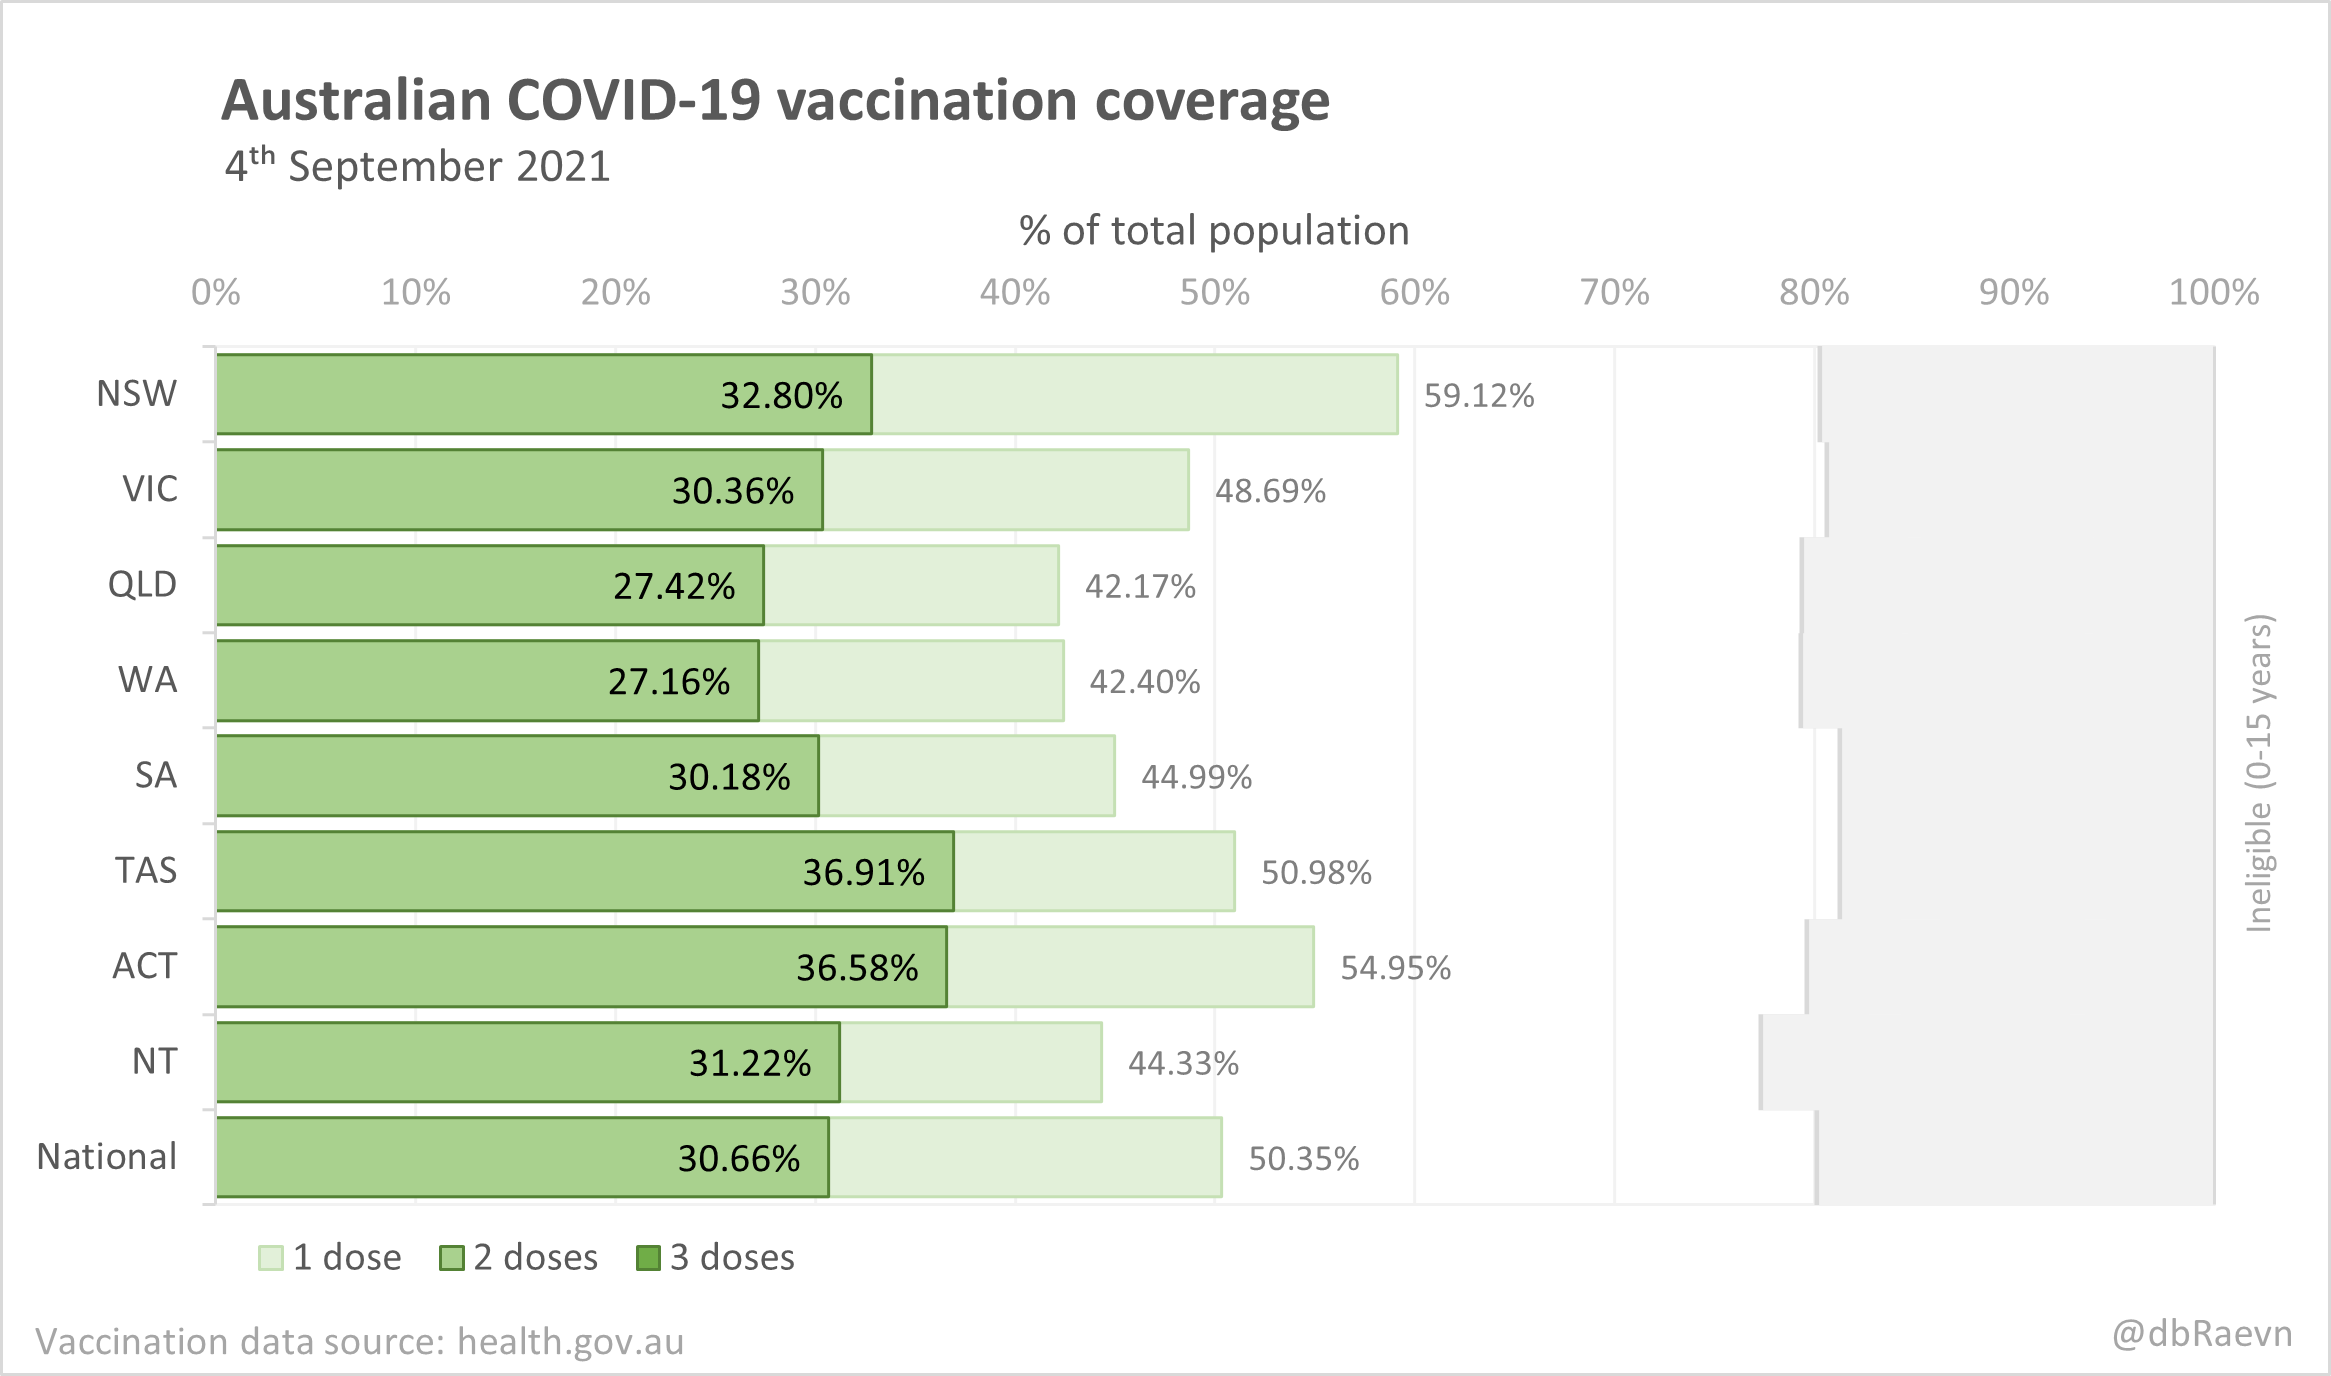 Australian COVID-19 vaccination coverage
4th September 2021
% of total population
0% 10% 20% 30% 40% 50% 60% 70% 80% 90% 100%
NSW 32.80% 59.12%
VIC 30.36% 48.69%
QLD 27.42% 42.17%
WA 27.16% 42.40%
SA 30.18% 44.99%
TAS 36.91% 50.98%
ACT 36.58% 54.95%
NT 31.22% 44.33%
National 30.66% 50.35%
Ineligible (0-15 years)
1 dose 2 doses 3 doses
Vaccination data source: health.gov.au
@dbRaevn